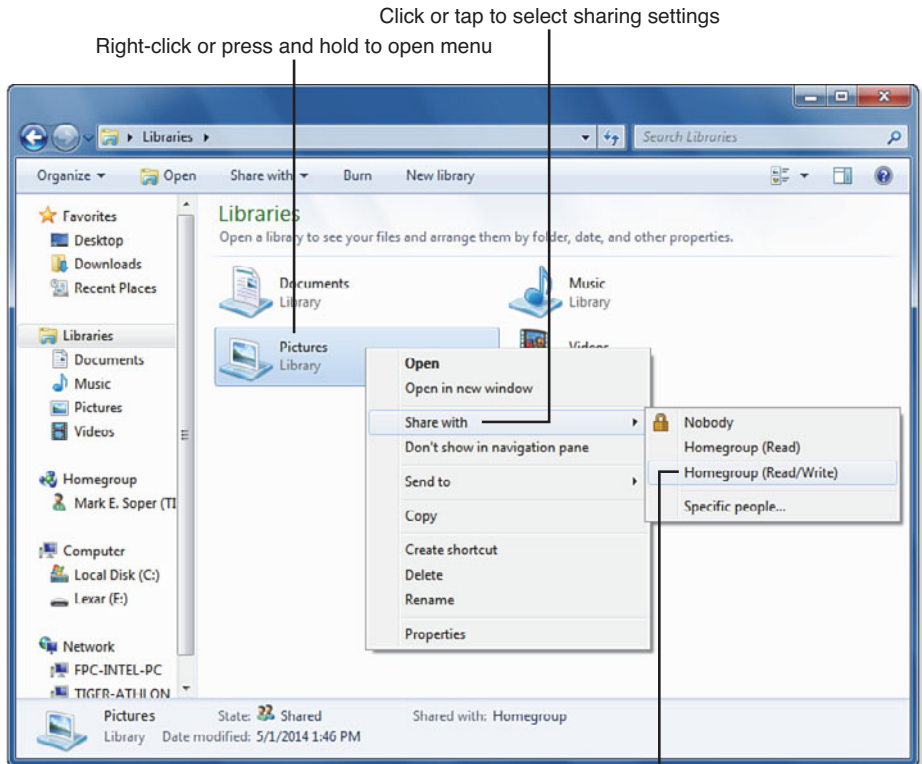 Click or tap to select sharing settings
Right-click or press and hold to open menu
Libraries
Search Libraries
Organize
Open
Share with
Burn
New library
Favorites
Desktop
Downloads
Recent Places
Libraries
Documents
Music
Pictures
Videos
Homegroup
Mark E. Soper (TI
Computer
Local Disk (C:)
Lexar (E:)
Network
FPC-INTEL-PC
TIGER-ATHLON
Libraries
Open a library to see your files and arrange them by folder, date, and other properties.
Documents
Library
Music
Library
Pictures
Library
Videos
Open
Open in new window
Share with
Don't show in navigation pane
Send to
Copy
Create shortcut
Delete
Rename
Properties
Nobody
Homegroup (Read)
Homegroup (Read/Write)
Specific people...
Pictures
State: Shared
Shared with: Homegroup
Library
Date modified: 5/1/2014 1:46 PM